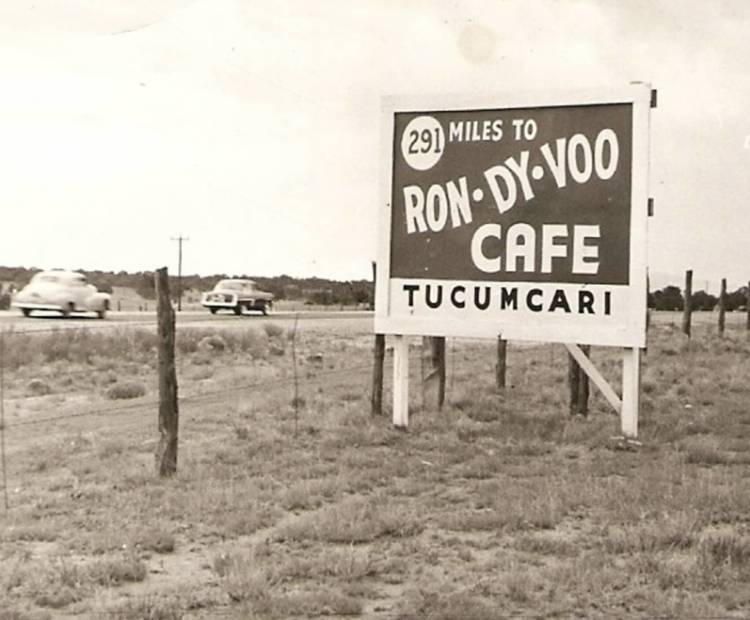 291 MILES TO
RON·DY·VOO
CAFE
TUCUMCARI